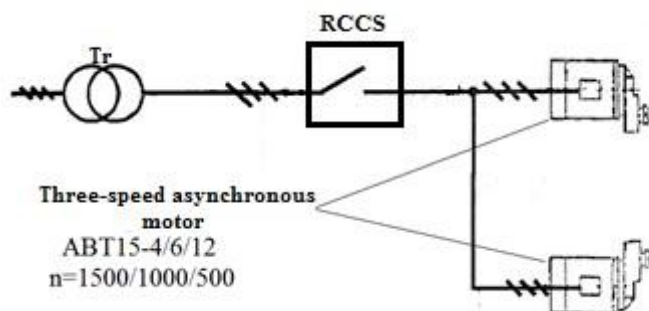 RCCS
Tr
Three-speed asynchronous
motor
ABT15-4/6/12
n=1500/1000/500